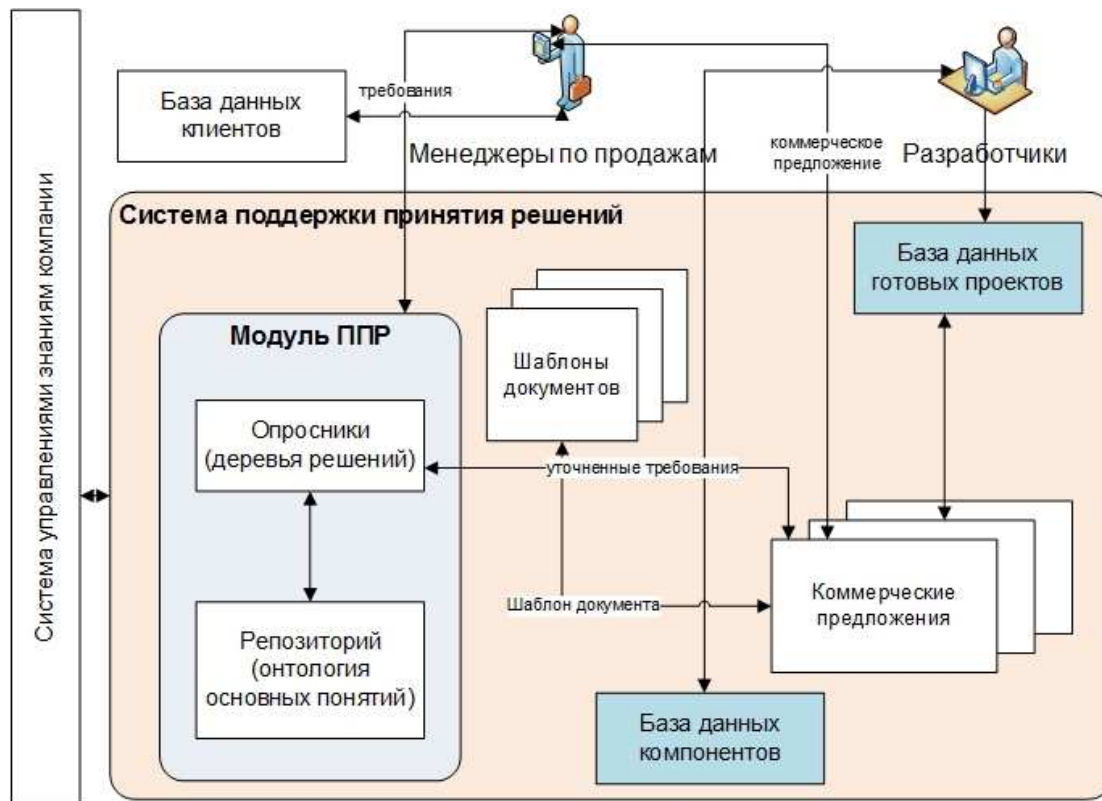 Система управлениями знаниям компании
База данных
клиентов
требования
Менеджеры по продажам
коммерческое
предложение
Разработчики
Система поддержки принятия решений
База данных
готовых проектов
Модуль ППР
Шаблоны
документов
Опросники
(деревья решений)
уточненные требования
Шаблон документа
Коммерческие
предложения
Репозиторий
(онтология
основных понятий)
База данных
компонентов